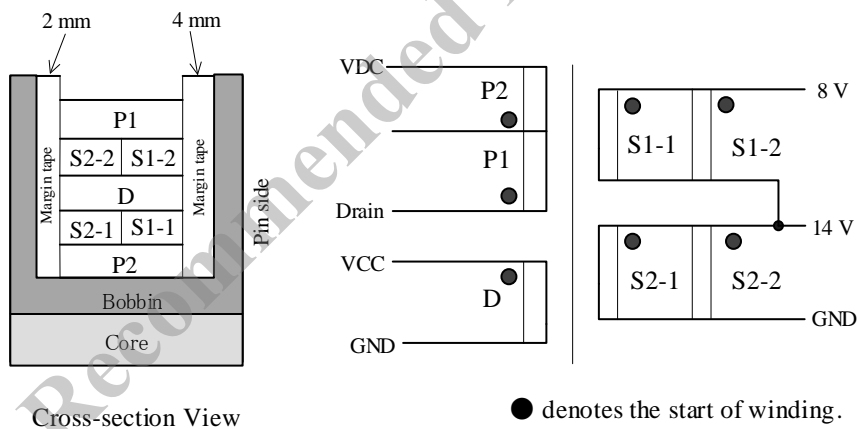 2 mm
4 mm
Margin tape
P1
S2-2
S1-2
D
S2-1
S1-1
P2
Margin tape
Pin side
Bobbin
Core
Cross-section View
VDC
P2
P1
Drain
VCC
D
GND
8 V
S1-1
S1-2
14 V
S2-1
S2-2
GND
denotes the start of winding.
Recommended